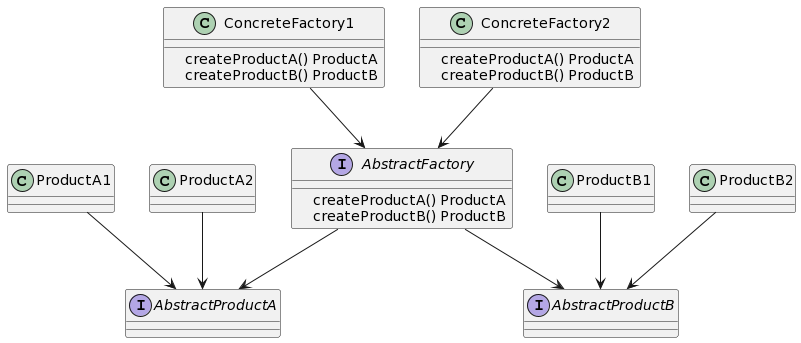 C ConcreteFactory1
createProductA() ProductA
createProductB() ProductB
C ConcreteFactory2
createProductA() ProductA
createProductB() ProductB
C ProductA1
C ProductA2
I AbstractFactory
createProductA() ProductA
createProductB() ProductB
C ProductB1
C ProductB2
I AbstractProductA
I AbstractProductB